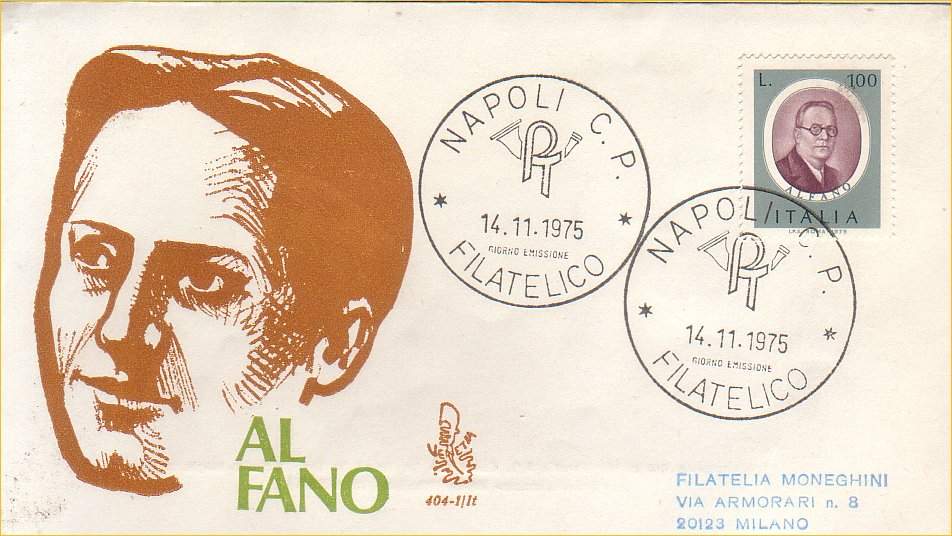 NAPOLI C. P.
14.11.1975
GIORNO EMISSIONE
FILATELICO
L. 100
ALFANO
ITALIA
NAPOLI C. P.
14.11.1975
GIORNO EMISSIONE
FILATELICO
AL
FANO
404-1/It
FILATELIA MONEGHINI
VIA ARMORARI n. 8
20123 MILANO